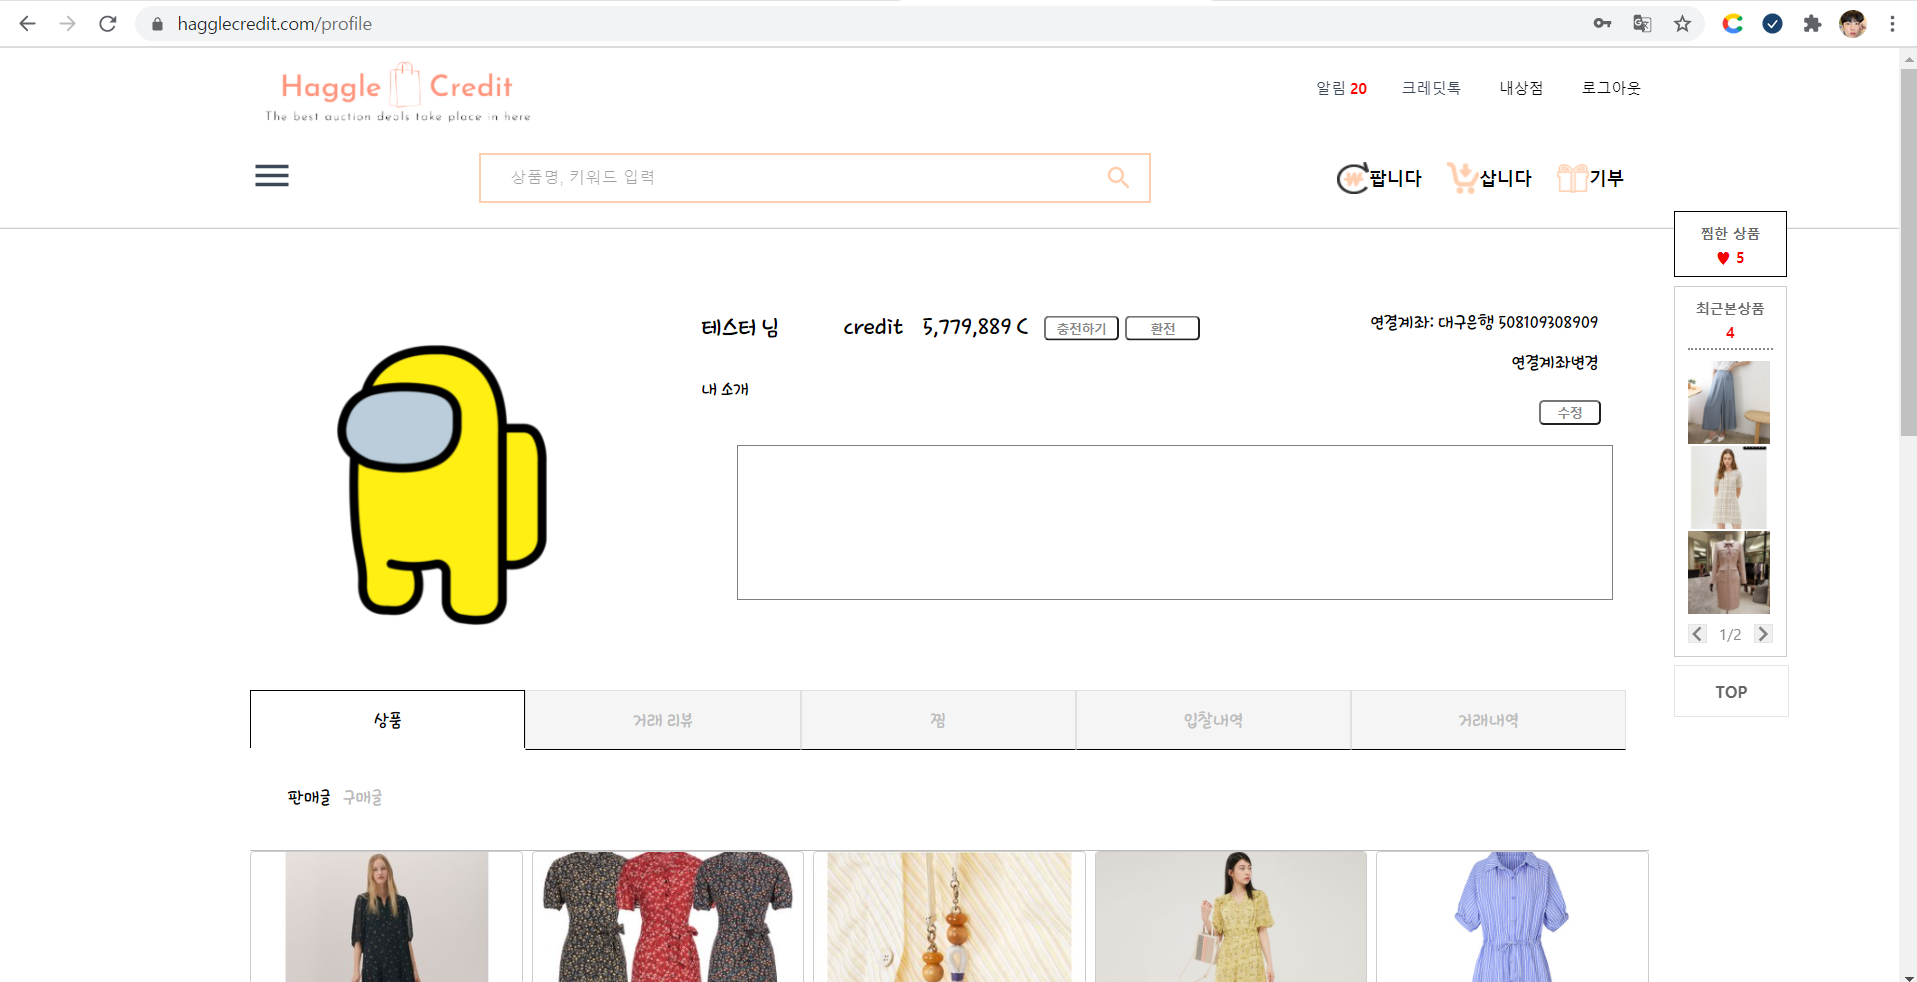 hagglecredit.com/profile
Haggle Credit
The best auction deals take place in here
알림 20 크레딧톡 내상점 로그아웃
상품명, 키워드 입력
팝니다 삽니다 기부
찜한 상품
♥ 5
최근본상품
4
1/2
TOP
테스터 님 credit 5,779,889 C 충전하기 환전
연결계좌: 대구은행 508109308909
연결계좌변경
내 소개
수정
상품 거래 리뷰 찜 입찰내역 거래내역
판매글 구매글